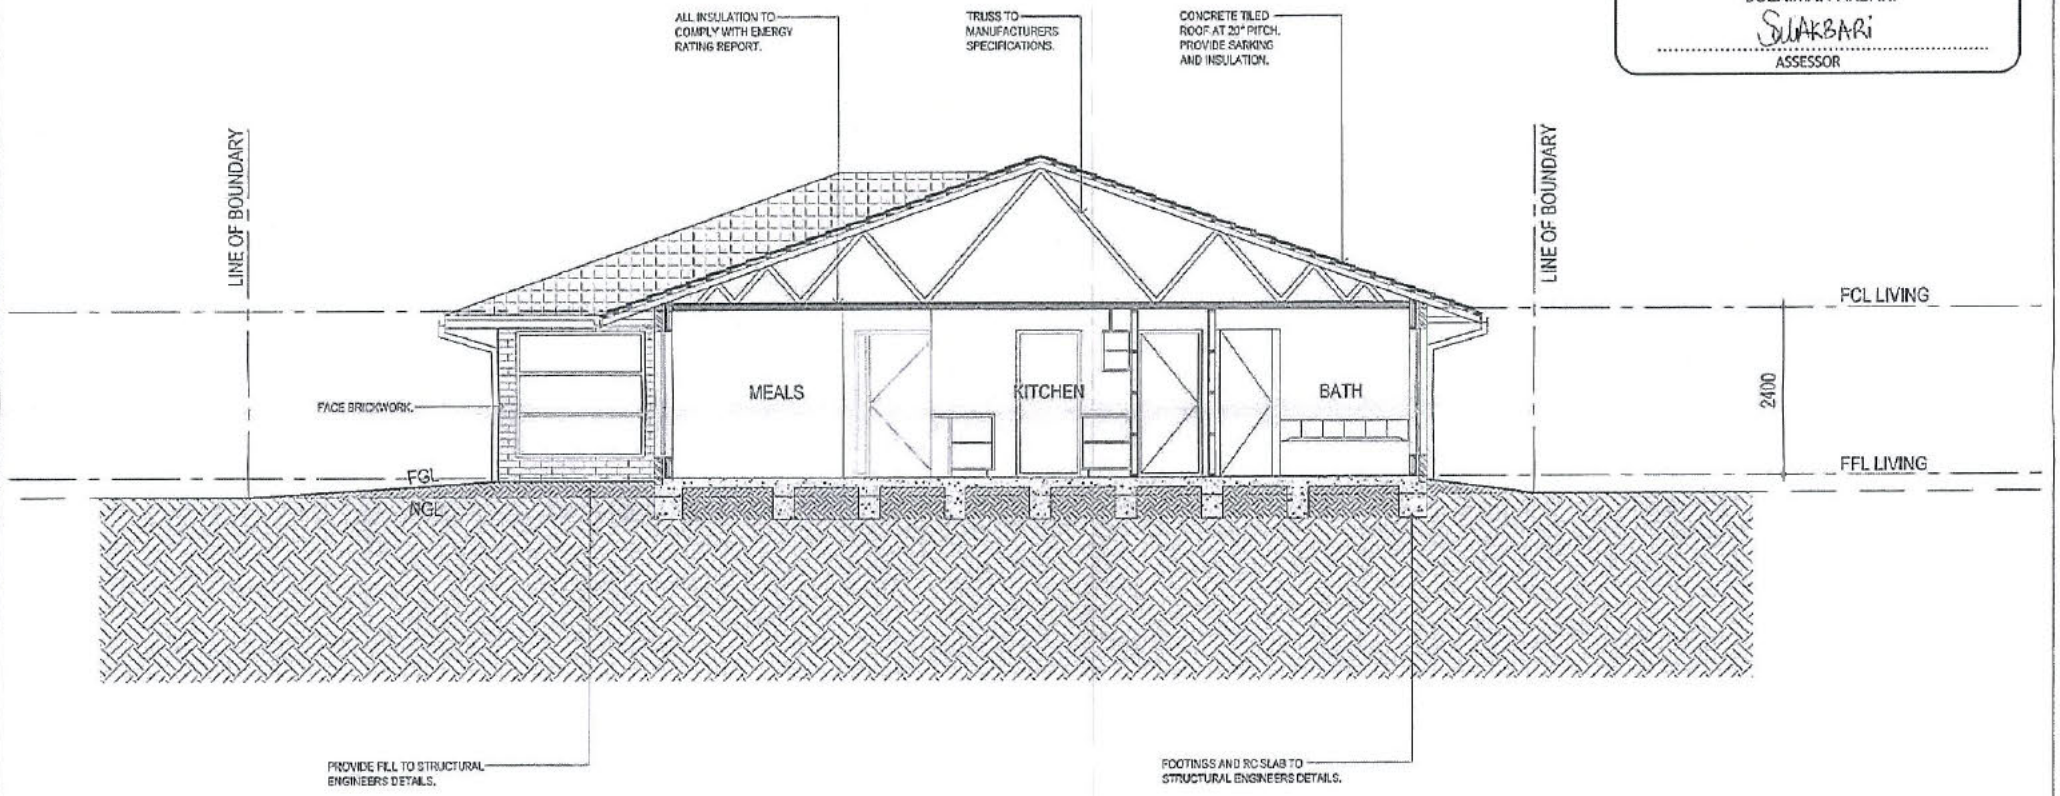 ALL INSULATION TO
COMPLY WITH ENERGY
RATING REPORT.
TRUSS TO
MANUFACTURERS
SPECIFICATIONS.
CONCRETE TILED
ROOF AT 20° PITCH.
PROVIDE SARKING
AND INSULATION.
ASSESSOR
LINE OF BOUNDARY
LINE OF BOUNDARY
FCL LIVING
MEALS
KITCHEN
BATH
2400
FACE BRICKWORK.
FFL LIVING
FGL
NGL
PROVIDE FILL TO STRUCTURAL
ENGINEERS DETAILS.
FOOTINGS AND RC SLAB TO
STRUCTURAL ENGINEERS DETAILS.